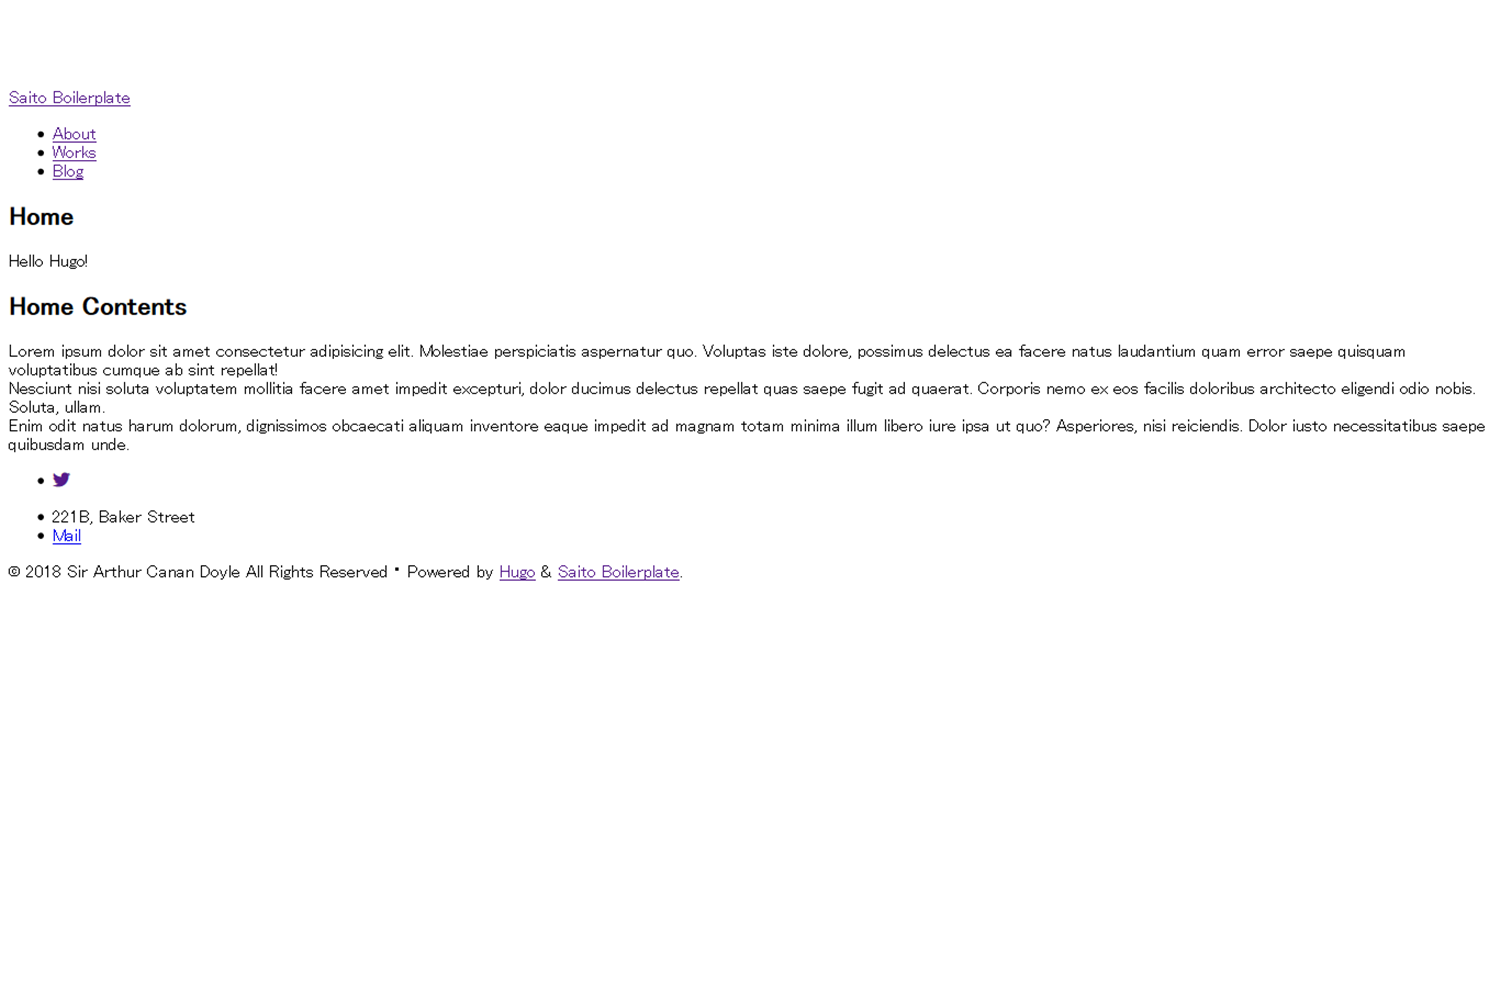 Saito Boilerplate
• About
• Works
• Blog
Home
Hello Hugo!
Home Contents
Lorem ipsum dolor sit amet consectetur adipisicing elit. Molestiae perspiciatis aspernatur quo. Voluptas iste dolore, possimus delectus ea facere natus laudantium quam error saepe quisquam
voluptatibus cumque ab sint repellat!
Nesciunt nisi soluta voluptatem mollitia facere amet impedit excepturi, dolor ducimus delectus repellat quas saepe fugit ad quaerat. Corporis nemo ex eos facilis doloribus architecto eligendi odio nobis.
Soluta, ullam.
Enim odit natus harum dolorum, dignissimos obcaecati aliquam inventore eaque impedit ad magnam totam minima illum libero iure ipsa ut quo? Asperiores, nisi reiciendis. Dolor iusto necessitatibus saepe
quibusdam unde.
• 221B, Baker Street
• Mail
© 2018 Sir Arthur Canan Doyle All Rights Reserved · Powered by Hugo & Saito Boilerplate.